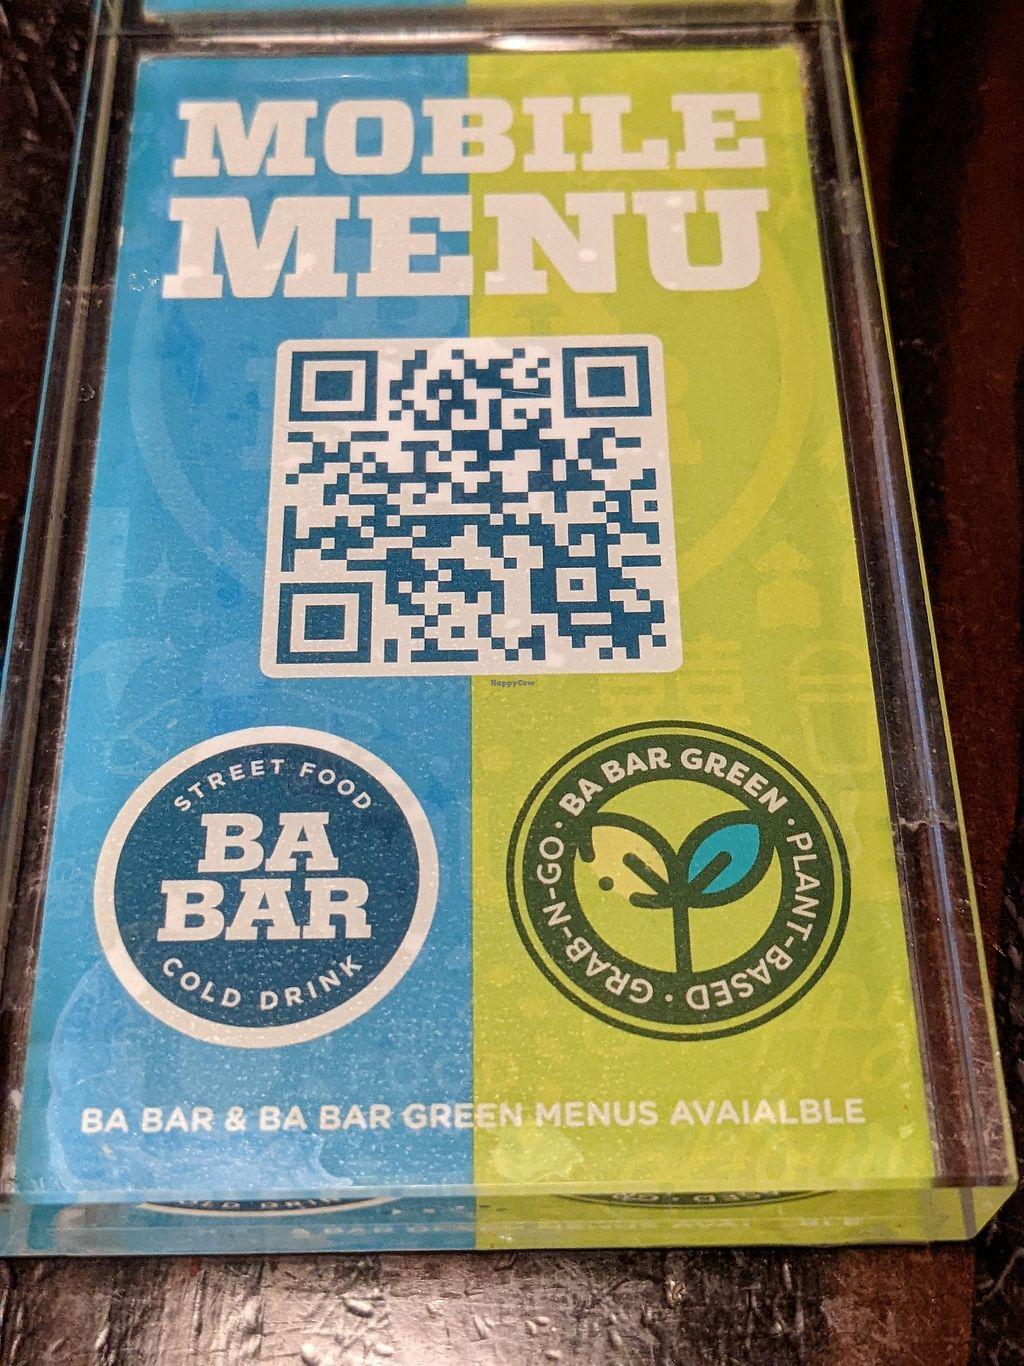 MOBILE
MENU
HappyCow
STREET FOOD
BA
BAR
COLD DRINK
BA BAR GREEN · PLANT-BASED · GRAB-N-GO ·
BA BAR & BA BAR GREEN MENUS AVAIALBLE